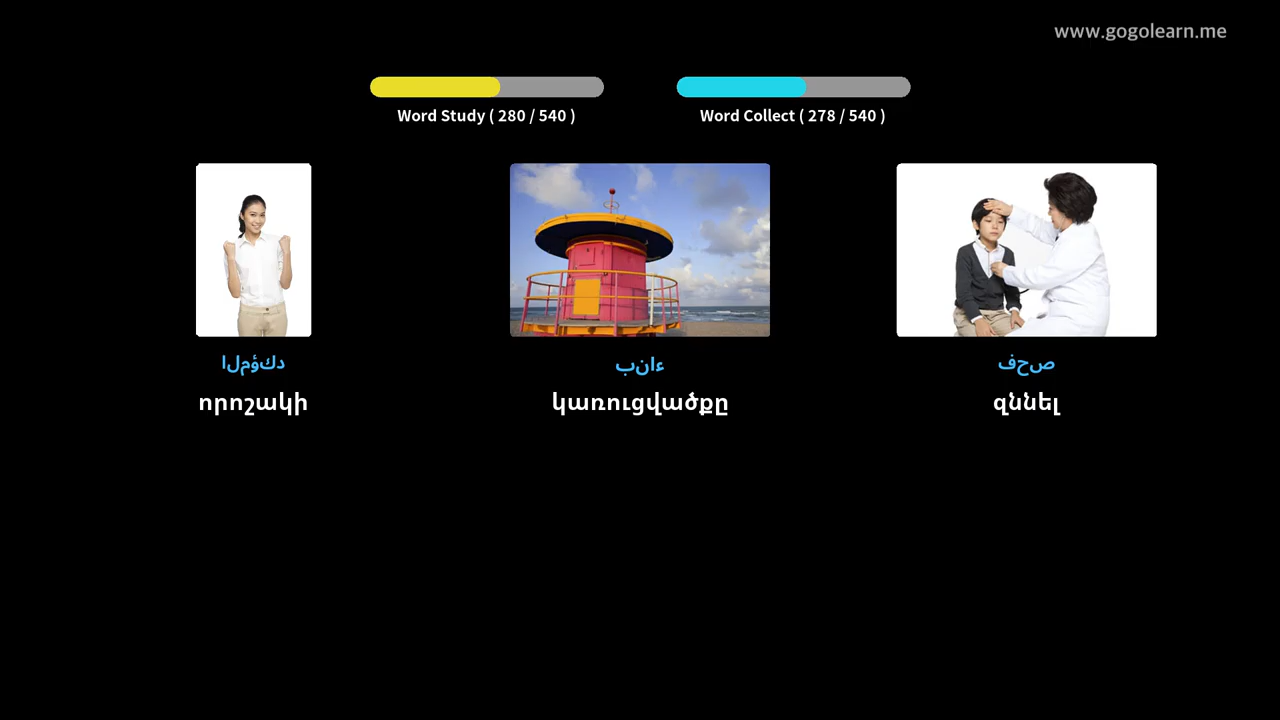 www.gogolearn.me
Word Study ( 280 / 540 )
Word Collect ( 278 / 540 )
المؤكد
بناء
فحص
որոշակի
կառուցվածքը
զննել